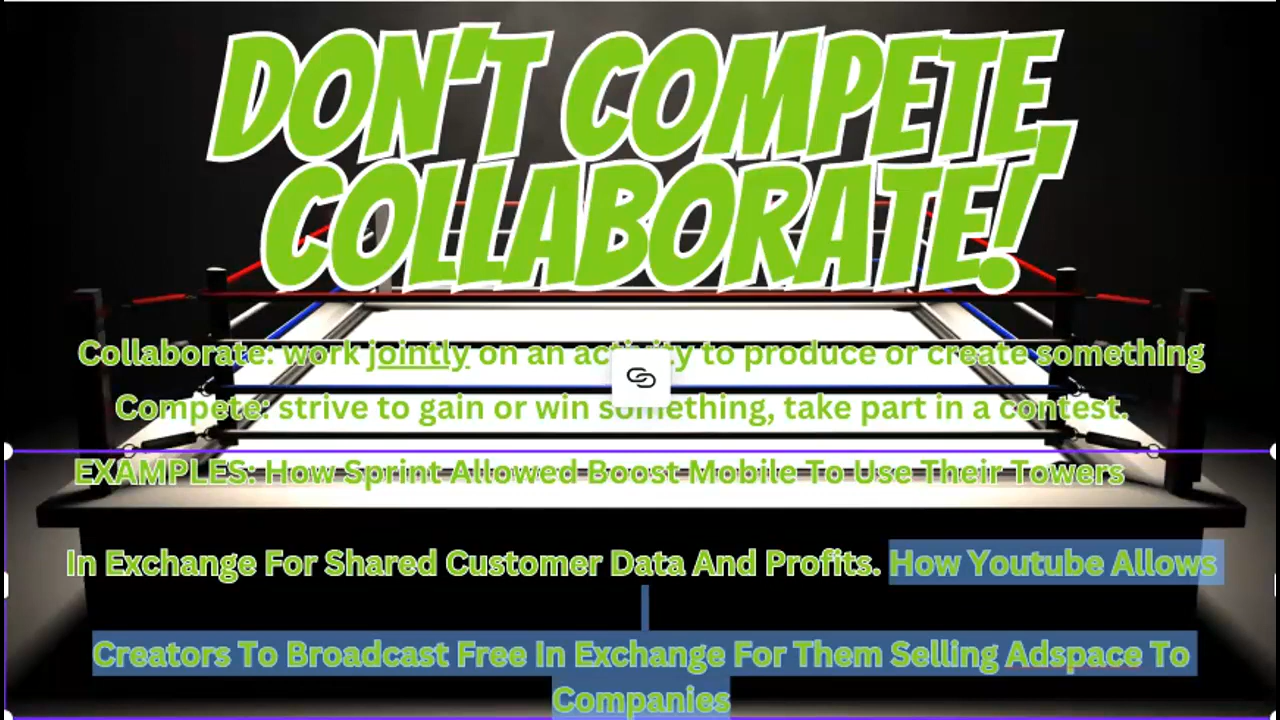 DON'T COMPETE,
COLLABORATE!
Collaborate: work jointly on an activity to produce or create something
Compete: strive to gain or win something, take part in a contest.
EXAMPLES: How Sprint Allowed Boost Mobile To Use Their Towers
In Exchange For Shared Customer Data And Profits. How Youtube Allows
Creators To Broadcast Free In Exchange For Them Selling Adspace To
Companies